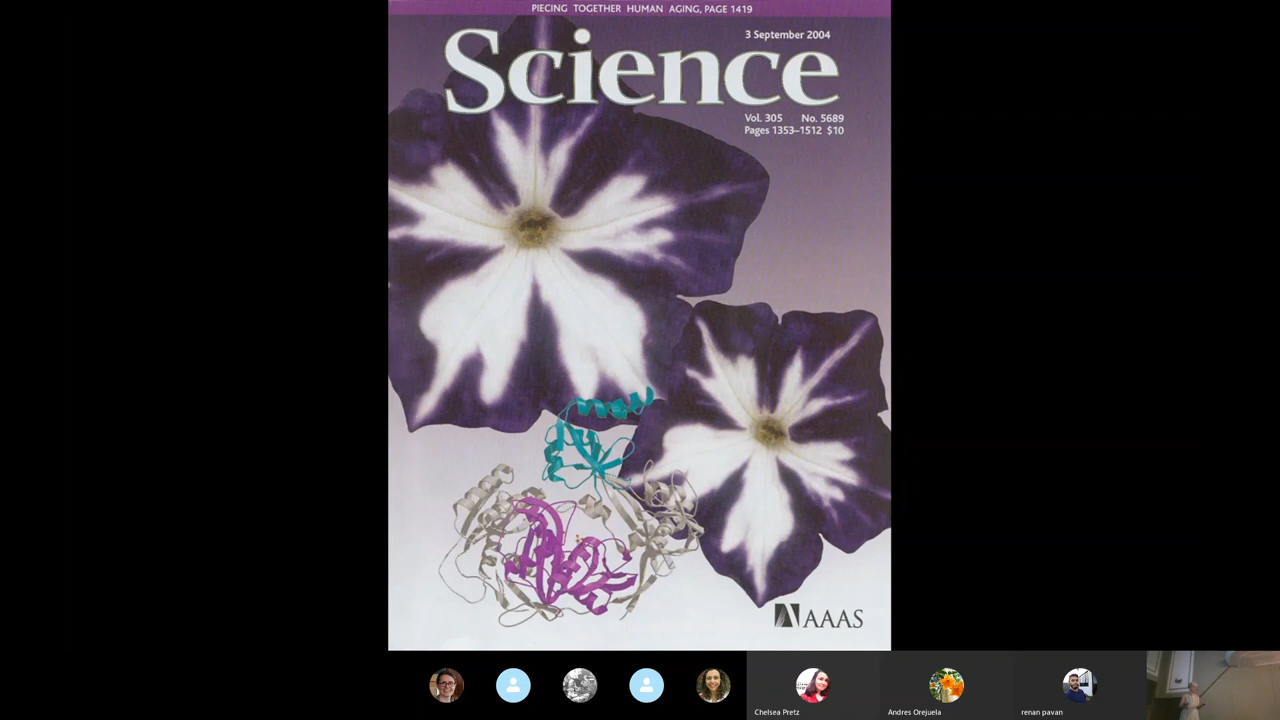 PIECING TOGETHER HUMAN AGING, PAGE 1419
3 September 2004
Science
Vol. 305 No. 5689
Pages 1353–1512 $10
AAAS
Chelsea Pretz
Andres Orejuela
renan pavan